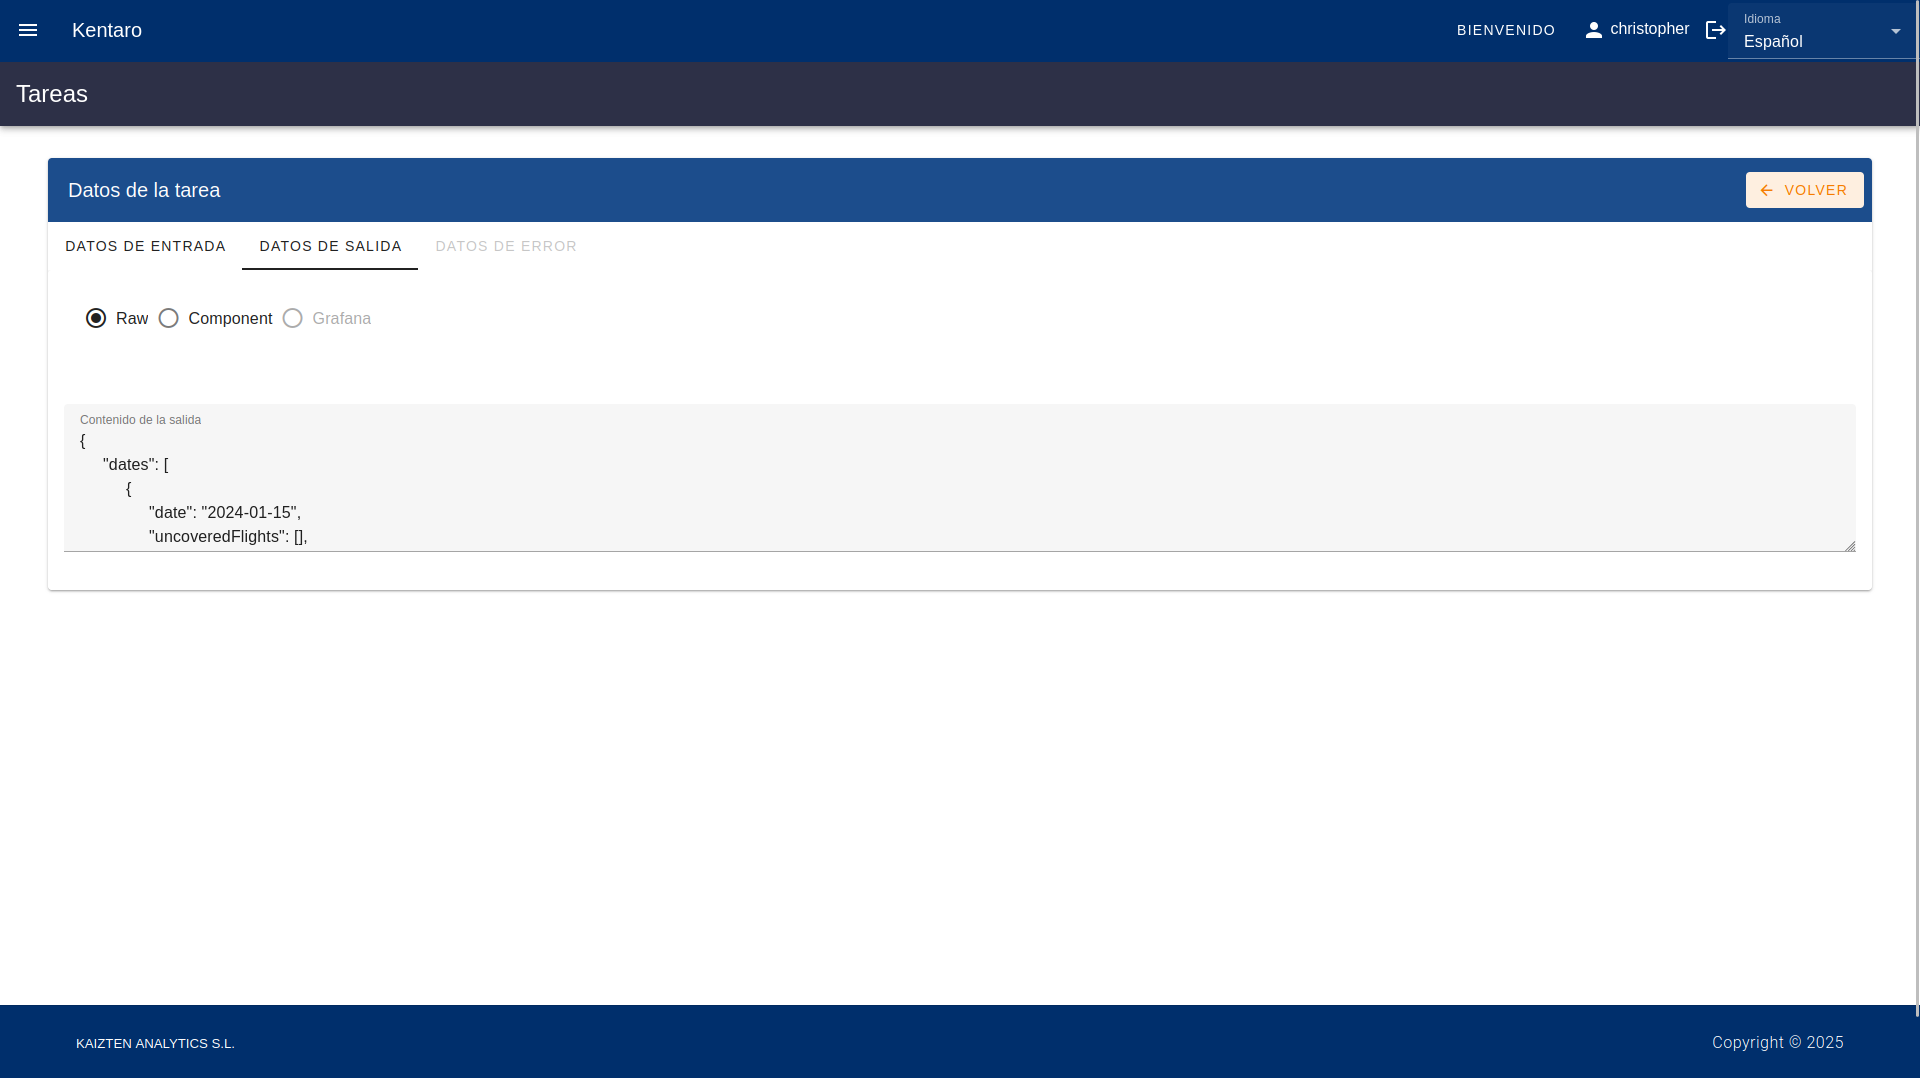 Kentaro
BIENVENIDO
christopher
Idioma
Español
Tareas
Datos de la tarea
VOLVER
DATOS DE ENTRADA
DATOS DE SALIDA
DATOS DE ERROR
Raw
Component
Grafana
Contenido de la salida
{
"dates": [
{
"date": "2024-01-15",
"uncoveredFlights": [],
KAIZTEN ANALYTICS S.L.
Copyright © 2025